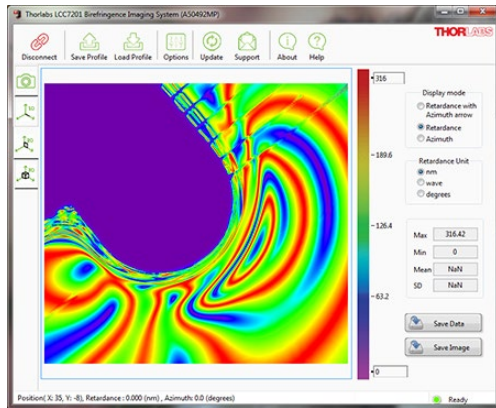 Thorlabs LCC7201 Birefringence Imaging System (A50492MP)
THORLABS
Disconnect Save Profile Load Profile Options Update Support About Help
316
189.6
126.4
63.2
0
Display mode
Retardance with
Azimuth arrow
Retardance
Azimuth
Retardance Unit
nm
wave
degrees
Max 316.42
Min 0
Mean NaN
SD NaN
Save Data
Save Image
Position( X: 35, Y: -8), Retardance : 0.000 (nm) , Azimuth: 0.0 (degrees)
Ready